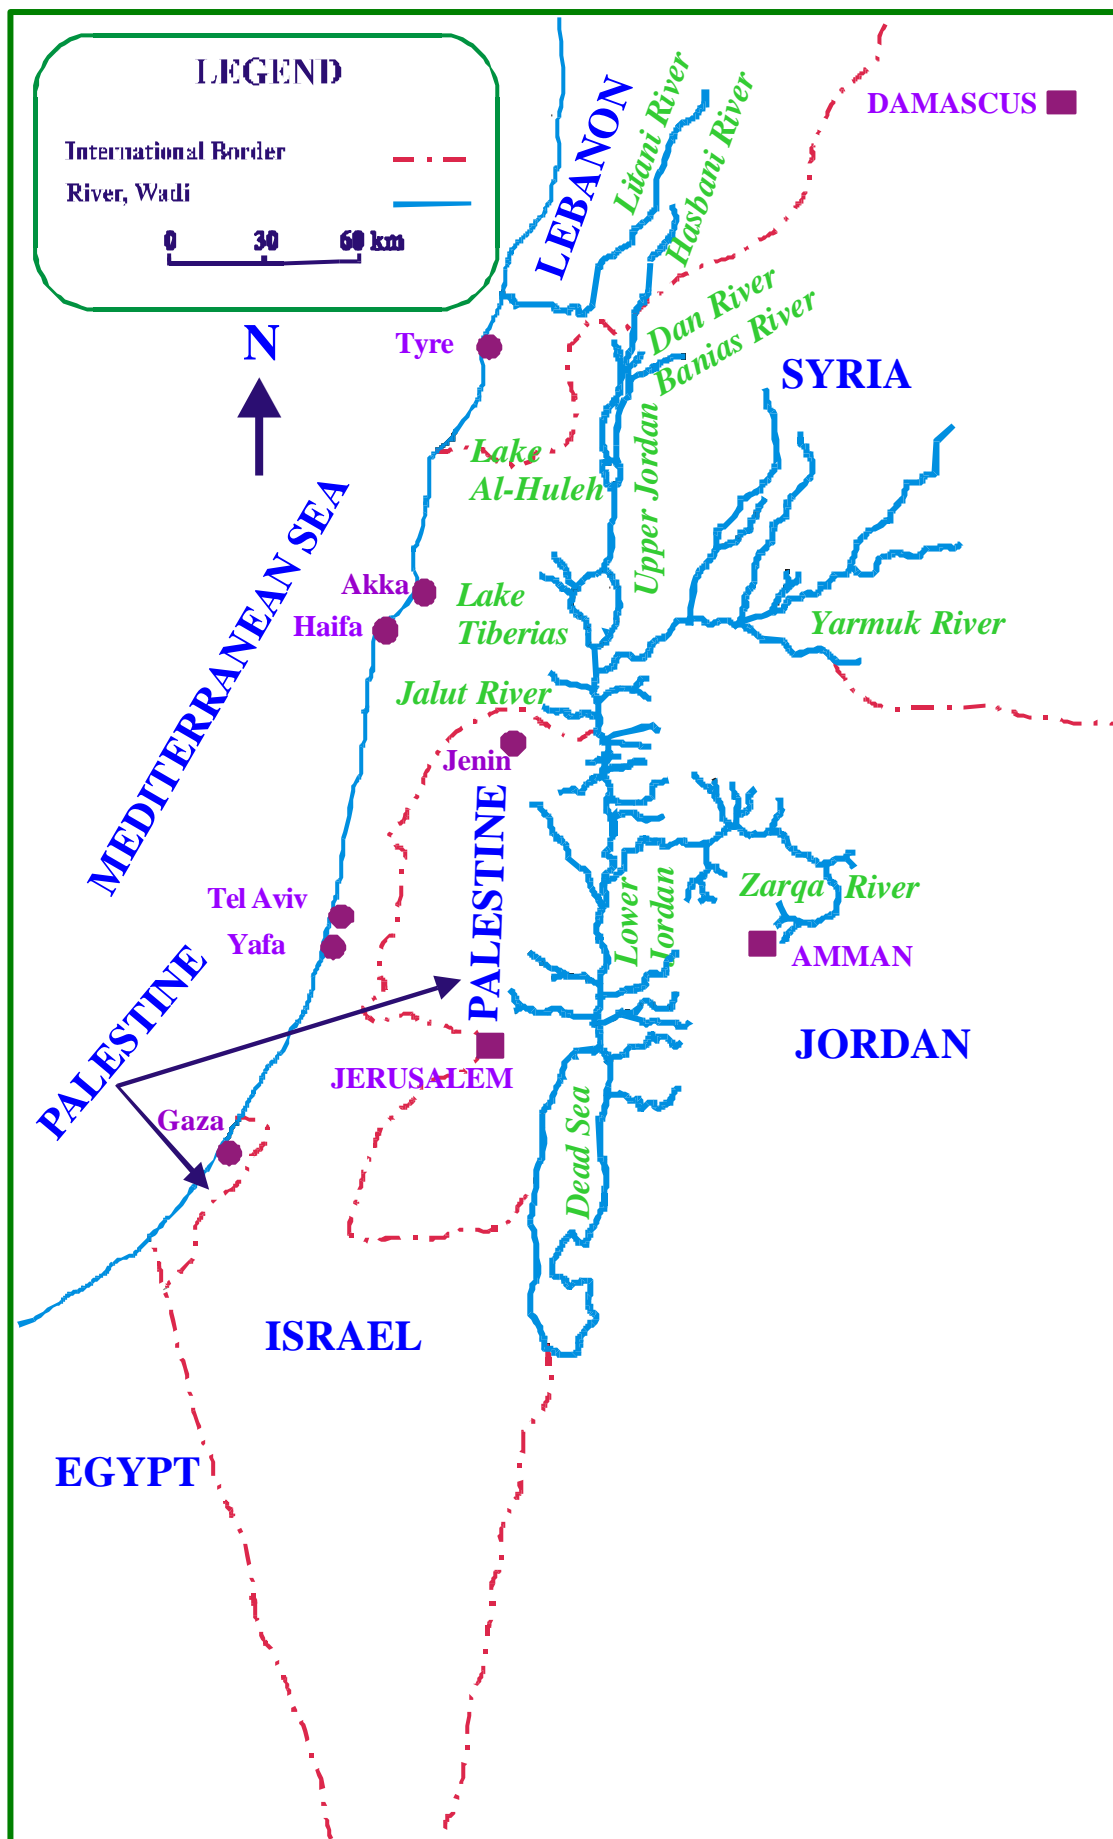 LEGEND
International Border
River, Wadi
0 30 60 km
N
DAMASCUS
LEBANON
Litani River
Hasbani River
Dan River
Banias River
Tyre
SYRIA
Lake
Al-Huleh
Upper Jordan
MEDITERRANEAN SEA
Akka
Haifa
Lake
Tiberias
Yarmuk River
Jalut River
Jenin
PALESTINE
Tel Aviv
Yafa
Lower
Jordan
Zarqa River
AMMAN
PALESTINE
JERUSALEM
JORDAN
Gaza
Dead Sea
ISRAEL
EGYPT